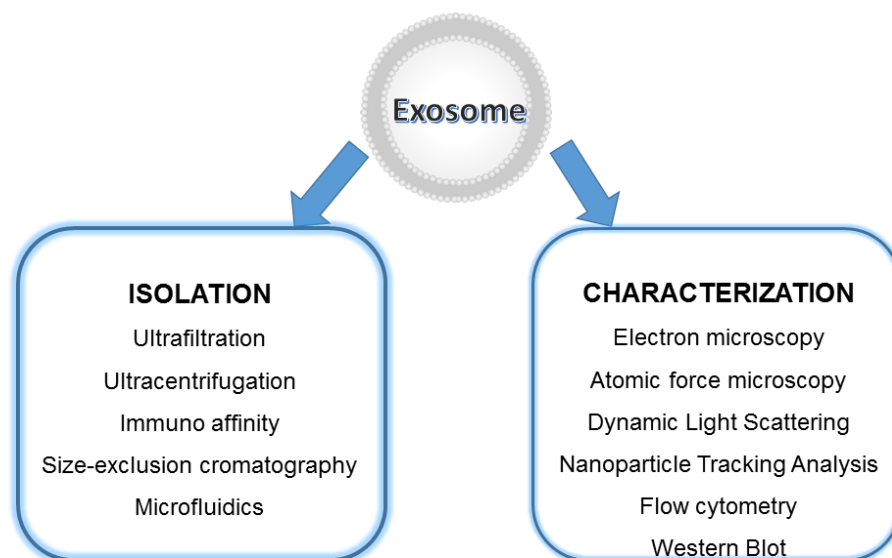 Exosome
ISOLATION
Ultrafiltration
Ultracentrifugation
Immuno affinity
Size-exclusion cromatography
Microfluidics
CHARACTERIZATION
Electron microscopy
Atomic force microscopy
Dynamic Light Scattering
Nanoparticle Tracking Analysis
Flow cytometry
Western Blot